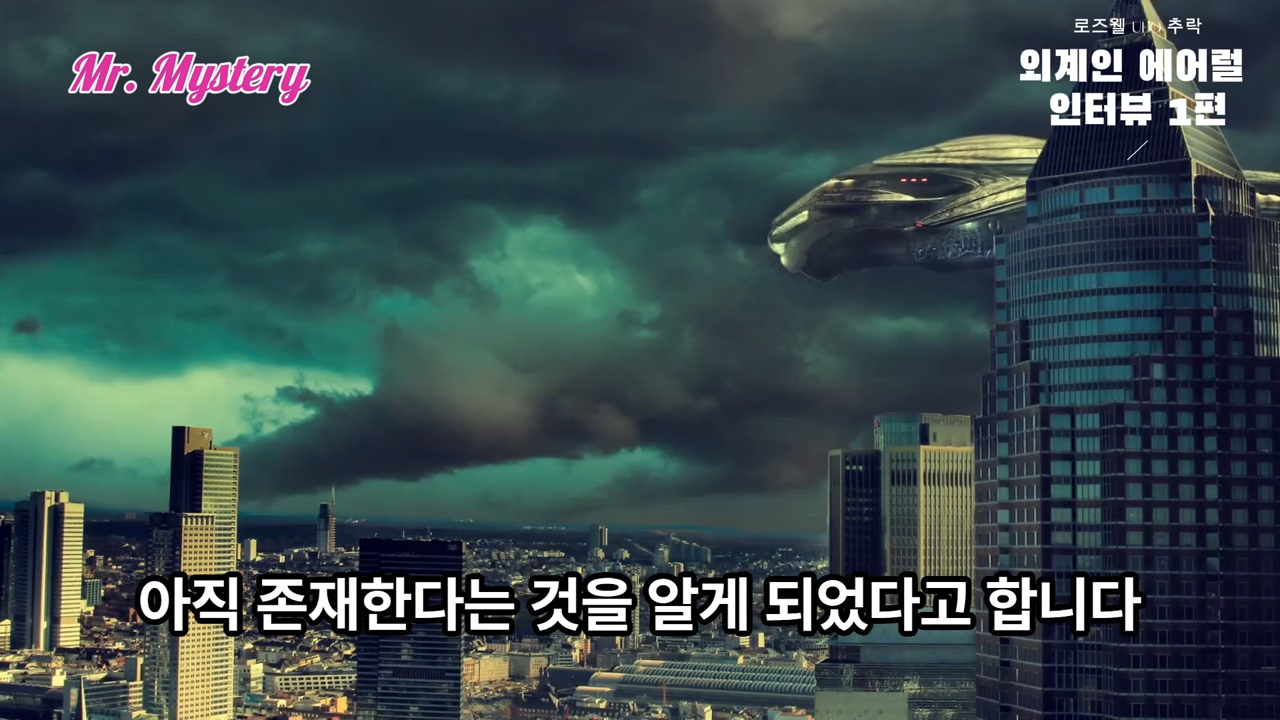 Mr. Mystery
로즈웰 UFO 추락
외계인 에어럴
인터뷰 1편
아직 존재한다는 것을 알게 되었다고 합니다